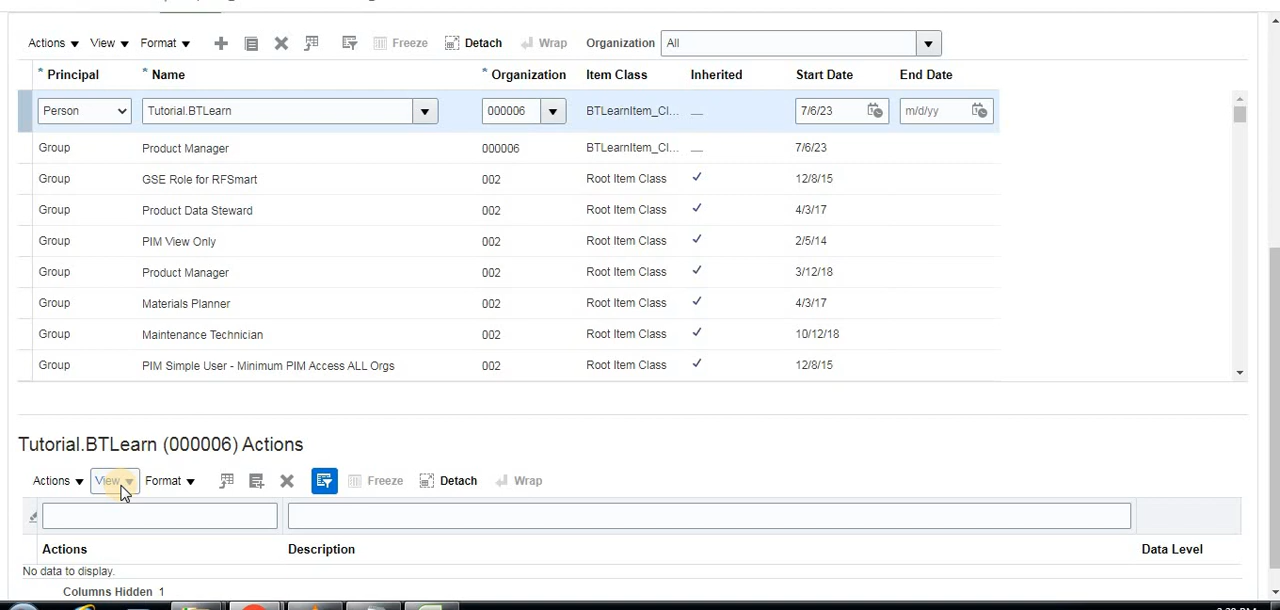 Actions View Format Freeze Detach Wrap Organization All
* Principal * Name * Organization Item Class Inherited Start Date End Date
Person Tutorial.BTLearn 000006 BTLearnItem_Cl... 7/6/23 m/d/yy
Group Product Manager 000006 BTLearnItem_Cl... 7/6/23
Group GSE Role for RFSmart 002 Root Item Class 12/8/15
Group Product Data Steward 002 Root Item Class 4/3/17
Group PIM View Only 002 Root Item Class 2/5/14
Group Product Manager 002 Root Item Class 3/12/18
Group Materials Planner 002 Root Item Class 4/3/17
Group Maintenance Technician 002 Root Item Class 10/12/18
Group PIM Simple User - Minimum PIM Access ALL Orgs 002 Root Item Class 12/8/15
Tutorial.BTLearn (000006) Actions
Actions View Format Freeze Detach Wrap
Actions Description Data Level
No data to display.
Columns Hidden 1